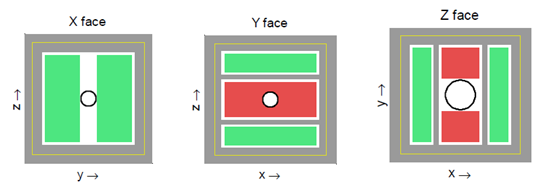 X face
Y face
Z face
z →
y →
z →
x →
y →
x →